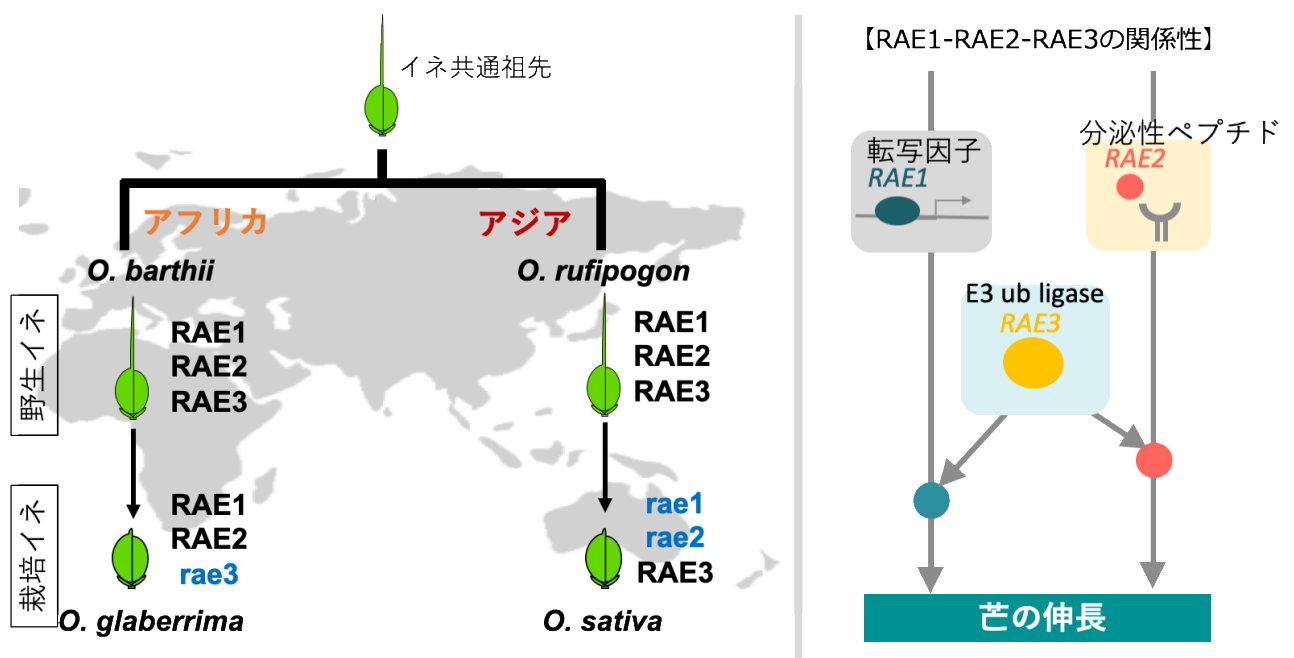 イネ共通祖先
アフリカ
アジア
O. barthii
O. rufipogon
野生イネ
RAE1
RAE2
RAE3
RAE1
RAE2
RAE3
栽培イネ
RAE1
RAE2
rae3
rae1
rae2
RAE3
O. glaberrima
O. sativa
【RAE1-RAE2-RAE3の関係性】
転写因子
RAE1
分泌性ペプチド
RAE2
E3 ub ligase
RAE3
芒の伸長